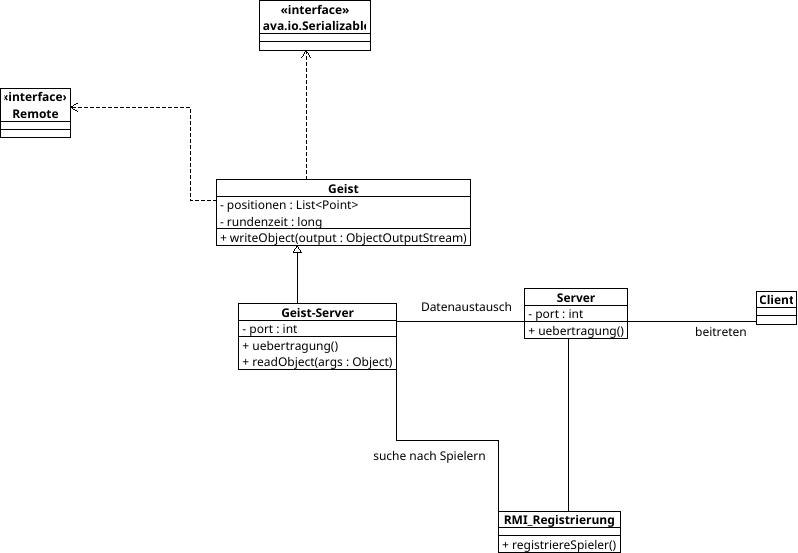 «interface»
ava.io.Serializabl
‹interface›
Remote
Geist
- positionen : List<Point>
- rundenzeit : long
+ writeObject(output : ObjectOutputStream)
Geist-Server
- port : int
+ uebertragung()
+ readObject(args : Object)
Datenaustausch
Server
- port : int
+ uebertragung()
Client
beitreten
suche nach Spielern
RMI_Registrierung
+ registriereSpieler()